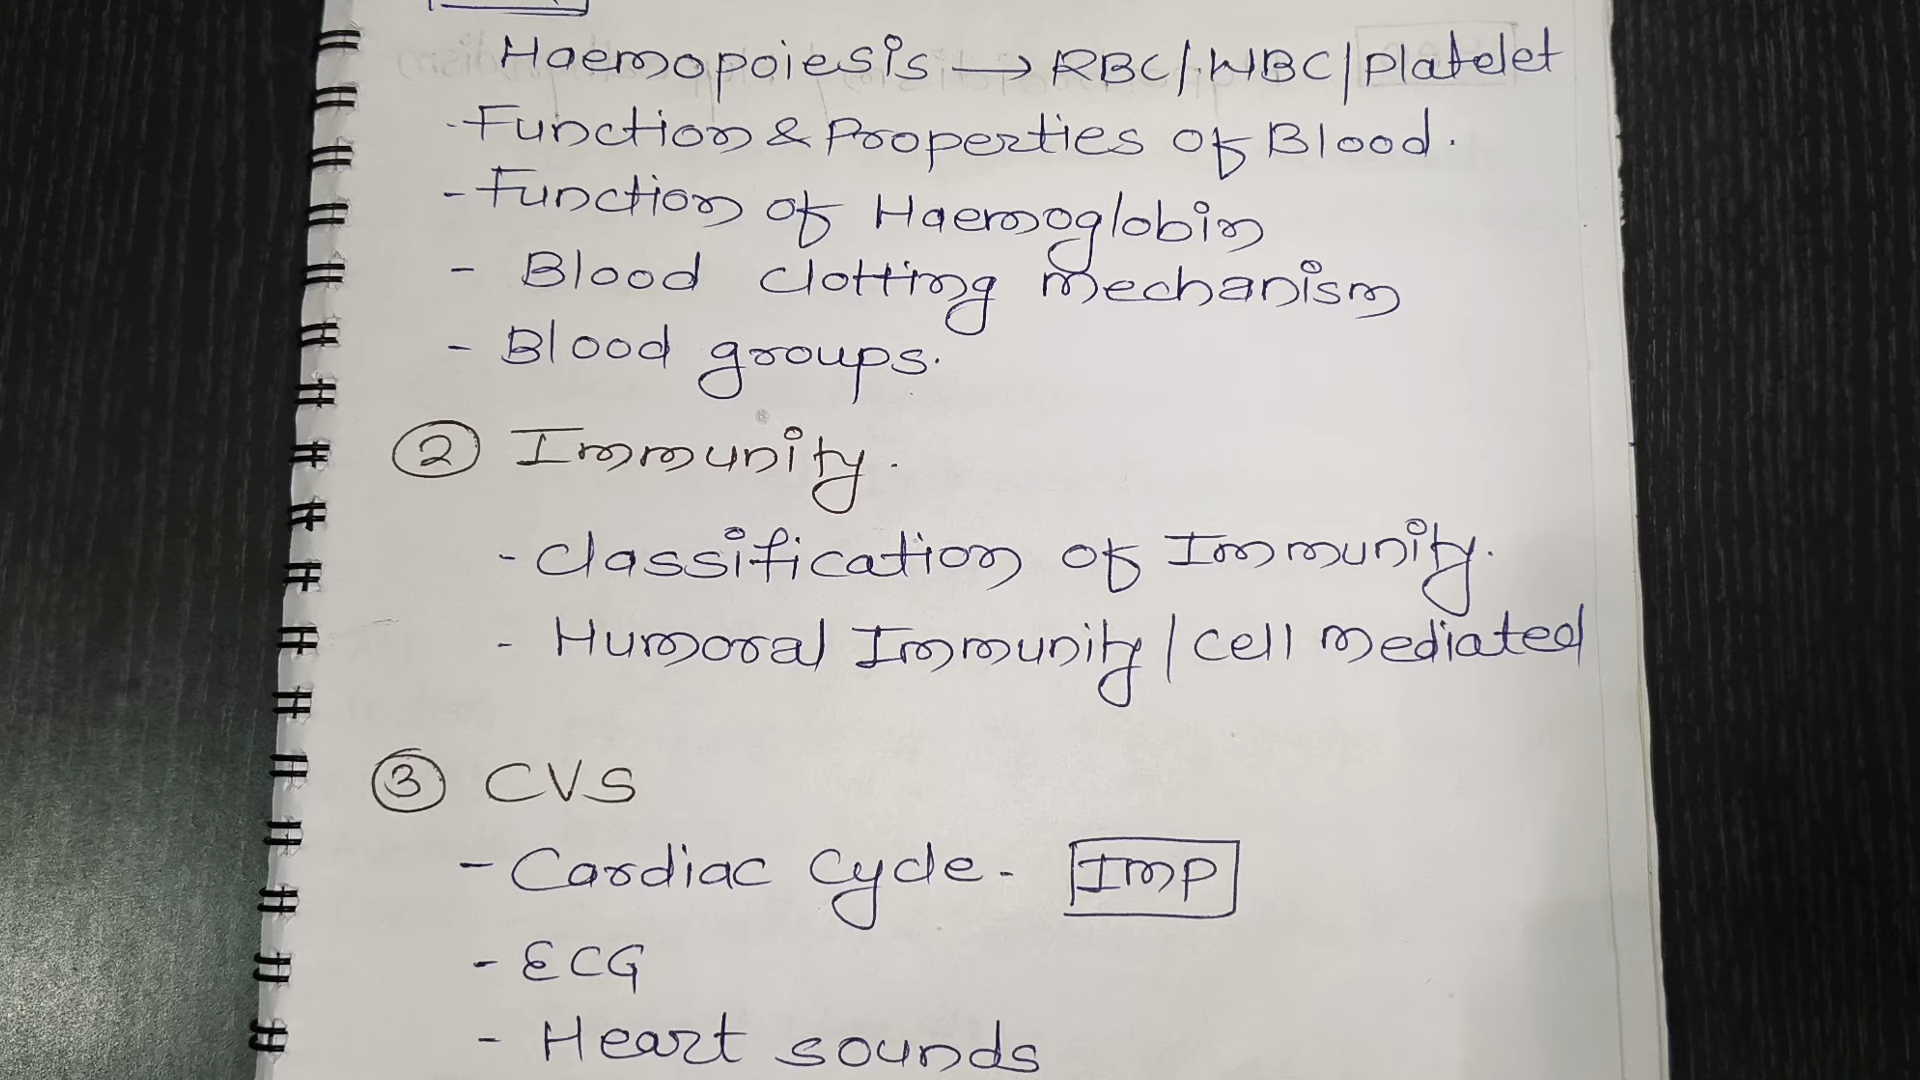 Haemopoiesis → RBC/WBC/Platelet
- Function & Properties of Blood.
- Function of Haemoglobin
- Blood clotting mechanism
- Blood groups.
② Immunity.
- Classification of Immunity.
- Humoral Immunity / Cell mediated
③ CVS
- Cardiac cycle. Imp
- ECG
- Heart sounds